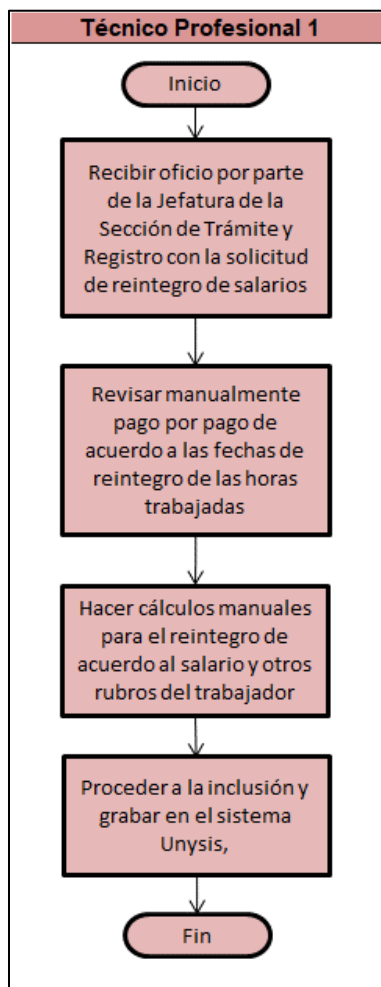 Técnico Profesional 1
Inicio
Recibir oficio por parte
de la Jefatura de la
Sección de Trámite y
Registro con la solicitud
de reintegro de salarios
Revisar manualmente
pago por pago de
acuerdo a las fechas de
reintegro de las horas
trabajadas
Hacer cálculos manuales
para el reintegro de
acuerdo al salario y otros
rubros del trabajador
Proceder a la inclusión y
grabar en el sistema
Unysis,
Fin